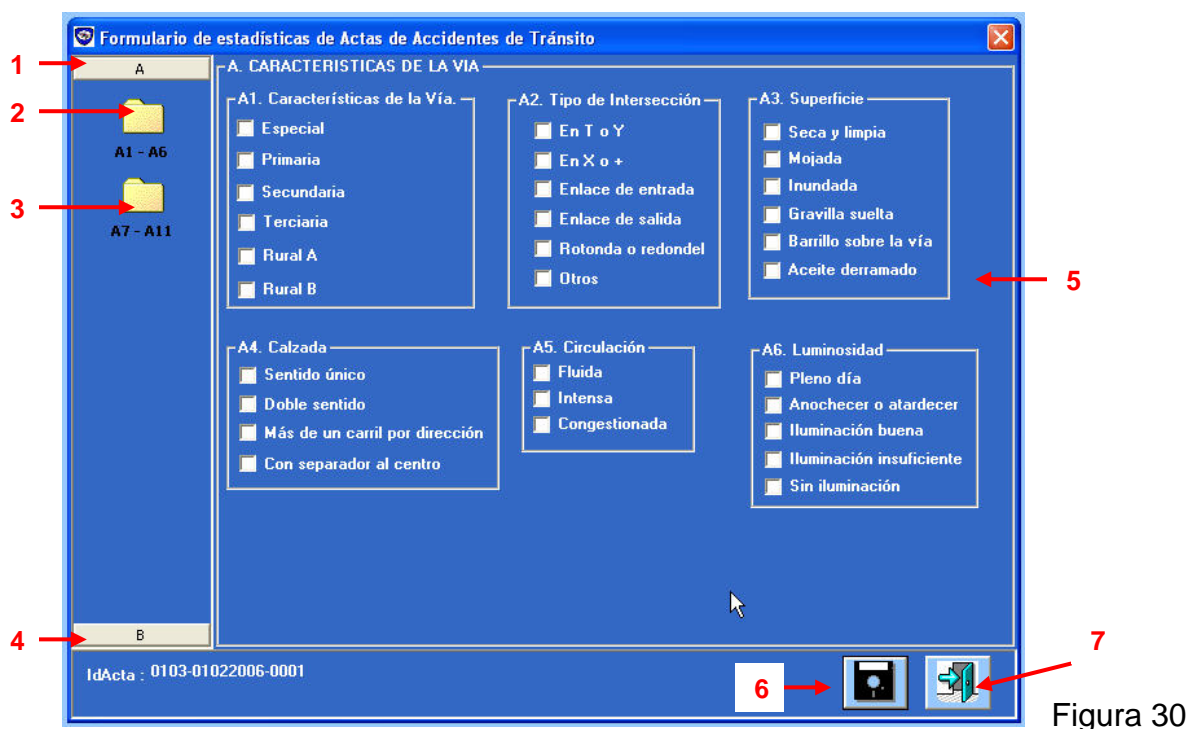 Formulario de estadísticas de Actas de Accidentes de Tránsito
1
A
2
A1 - A6
3
A7 - A11
A. CARACTERISTICAS DE LA VIA
A1. Características de la Vía.
Especial
Primaria
Secundaria
Terciaria
Rural A
Rural B
A2. Tipo de Intersección
En T o Y
En X o +
Enlace de entrada
Enlace de salida
Rotonda o redondel
Otros
A3. Superficie
Seca y limpia
Mojada
Inundada
Gravilla suelta
Barrillo sobre la vía
Aceite derramado
5
A4. Calzada
Sentido único
Doble sentido
Más de un carril por dirección
Con separador al centro
A5. Circulación
Fluida
Intensa
Congestionada
A6. Luminosidad
Pleno día
Anochecer o atardecer
Iluminación buena
Iluminación insuficiente
Sin iluminación
4
B
IdActa : 0103-01022006-0001
6
7
Figura 30